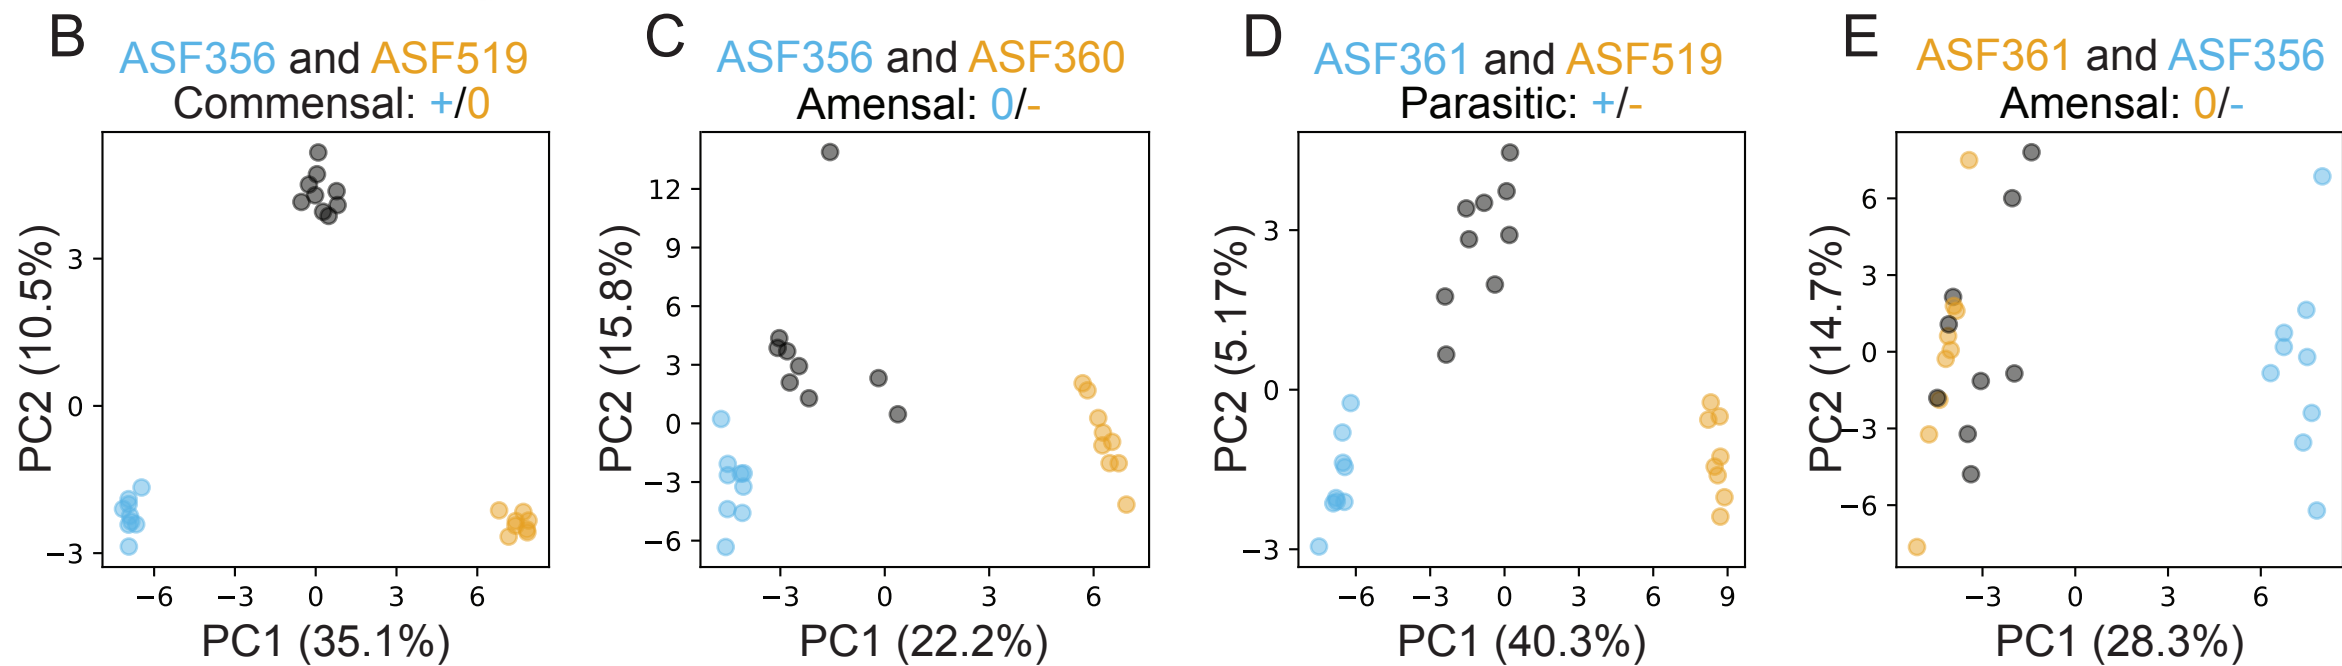 B
ASF356 and ASF519
Commensal: +/0
PC2 (10.5%)
3
0
−3
−6 −3 0 3 6
PC1 (35.1%)
C
ASF356 and ASF360
Amensal: 0/-
PC2 (15.8%)
12
9
6
3
0
−3
−6
−3 0 3 6
PC1 (22.2%)
D
ASF361 and ASF519
Parasitic: +/-
PC2 (5.17%)
3
0
−3
−6 −3 0 3 6 9
PC1 (40.3%)
E
ASF361 and ASF356
Amensal: 0/-
PC2 (14.7%)
6
3
0
−3
−6
−3 0 3 6
PC1 (28.3%)